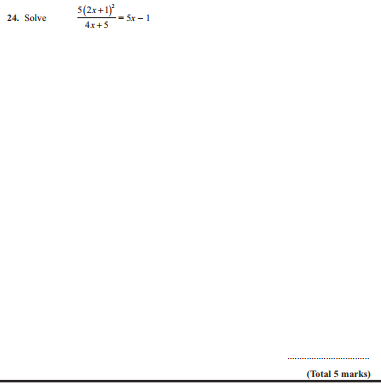 24. Solve 5(2x+1)² / 4x+5 = 5x – 1
..................................
(Total 5 marks)